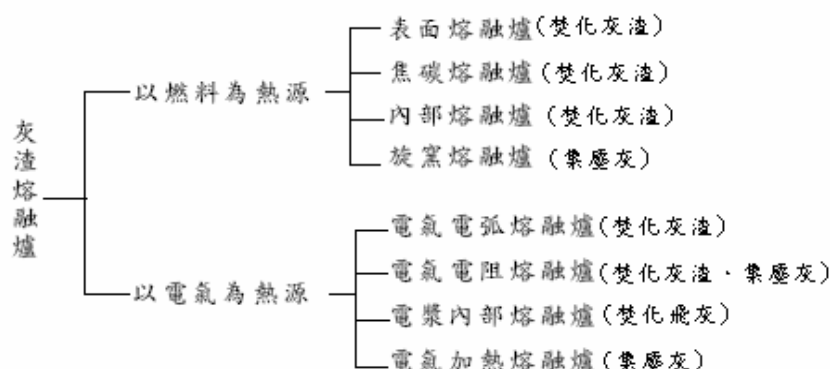 灰渣熔融爐
以燃料為熱源
表面熔融爐(焚化灰渣)
焦碳熔融爐(焚化灰渣)
內部熔融爐(焚化灰渣)
旋窯熔融爐(集塵灰)
以電氣為熱源
電氣電弧熔融爐(焚化灰渣)
電氣電阻熔融爐(焚化灰渣、集塵灰)
電漿內部熔融爐(焚化飛灰)
電氣加熱熔融爐(集塵灰)